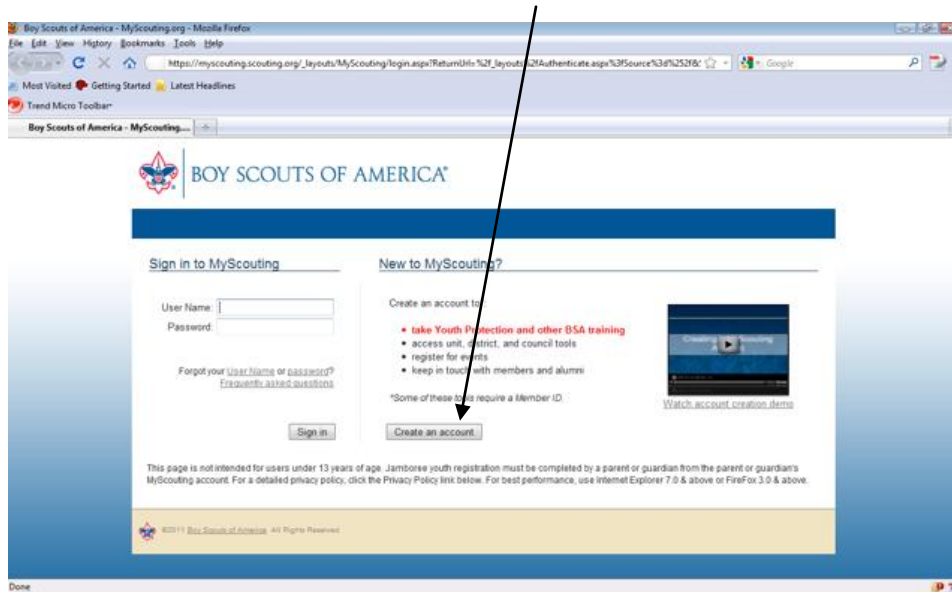 Boy Scouts of America - MyScouting.org - Mozilla Firefox
File Edit View History Bookmarks Tools Help
https://myscouting.scouting.org/_layouts/MyScouting/login.aspx?ReturnUrl=%2f_layouts%2fAuthenticate.aspx%3fSource%3d%252f&
Google
Most Visited Getting Started Latest Headlines
Trend Micro Toolbar
Boy Scouts of America - MyScouting....
BOY SCOUTS OF AMERICA®
Sign in to MyScouting
User Name:
Password:
Forgot your User Name or password?
Frequently asked questions
Sign in
New to MyScouting?
Create an account to:
• take Youth Protection and other BSA training
• access unit, district, and council tools
• register for events
• keep in touch with members and alumni
*Some of these tools require a Member ID.
Create an account
Watch account creation demo
This page is not intended for users under 13 years of age. Jamboree youth registration must be completed by a parent or guardian from the parent or guardian's
MyScouting account. For a detailed privacy policy, click the Privacy Policy link below. For best performance, use Internet Explorer 7.0 & above or FireFox 3.0 & above.
©2011 Boy Scouts of America. All Rights Reserved
Done